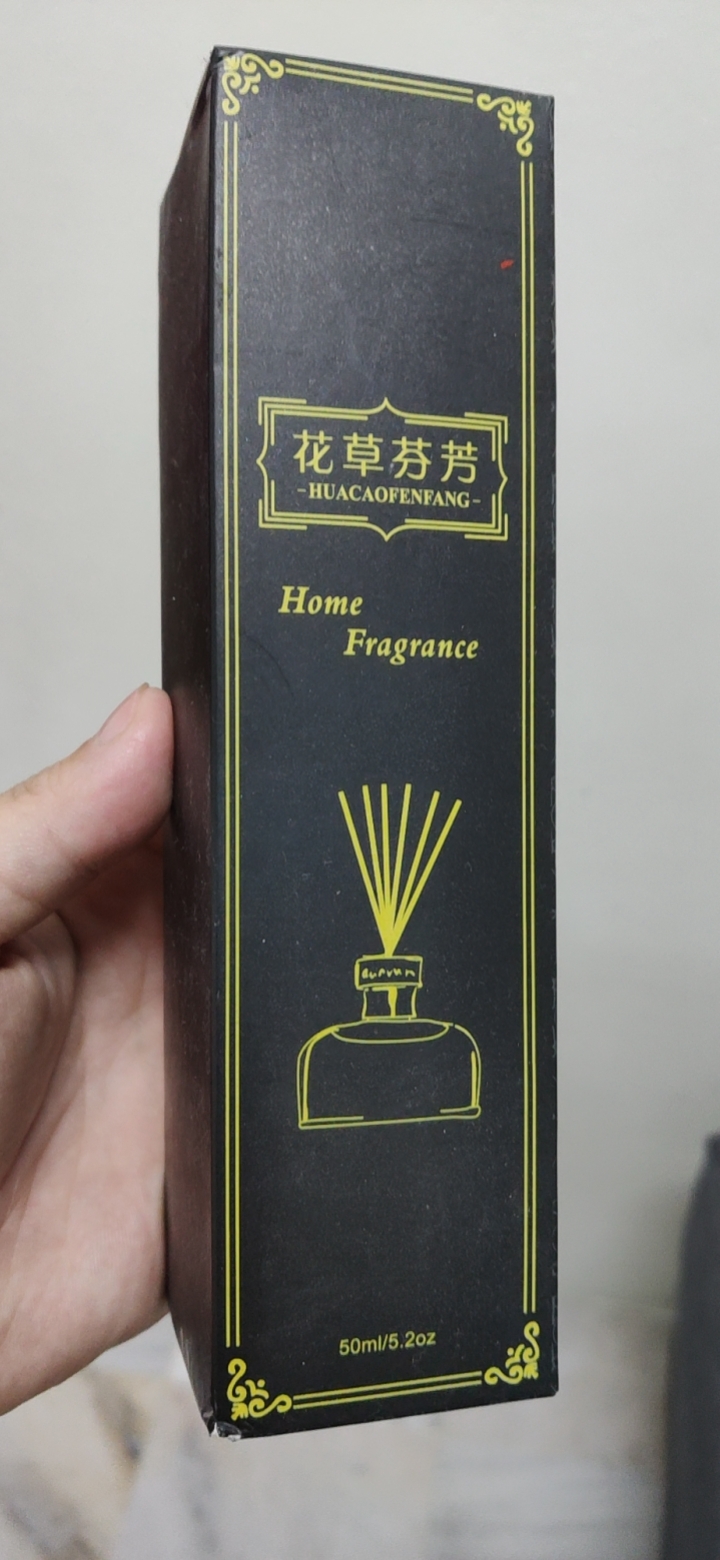 花草芬芳
-HUACAOFENFANG-
Home
Fragrance
50ml/5.2oz